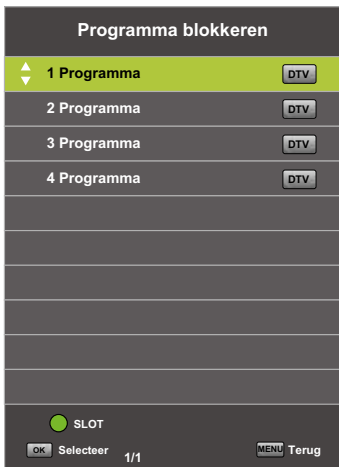 Programma blokkeren
1 Programma DTV
2 Programma DTV
3 Programma DTV
4 Programma DTV
SLOT
OK Selecteer 1/1 MENU Terug